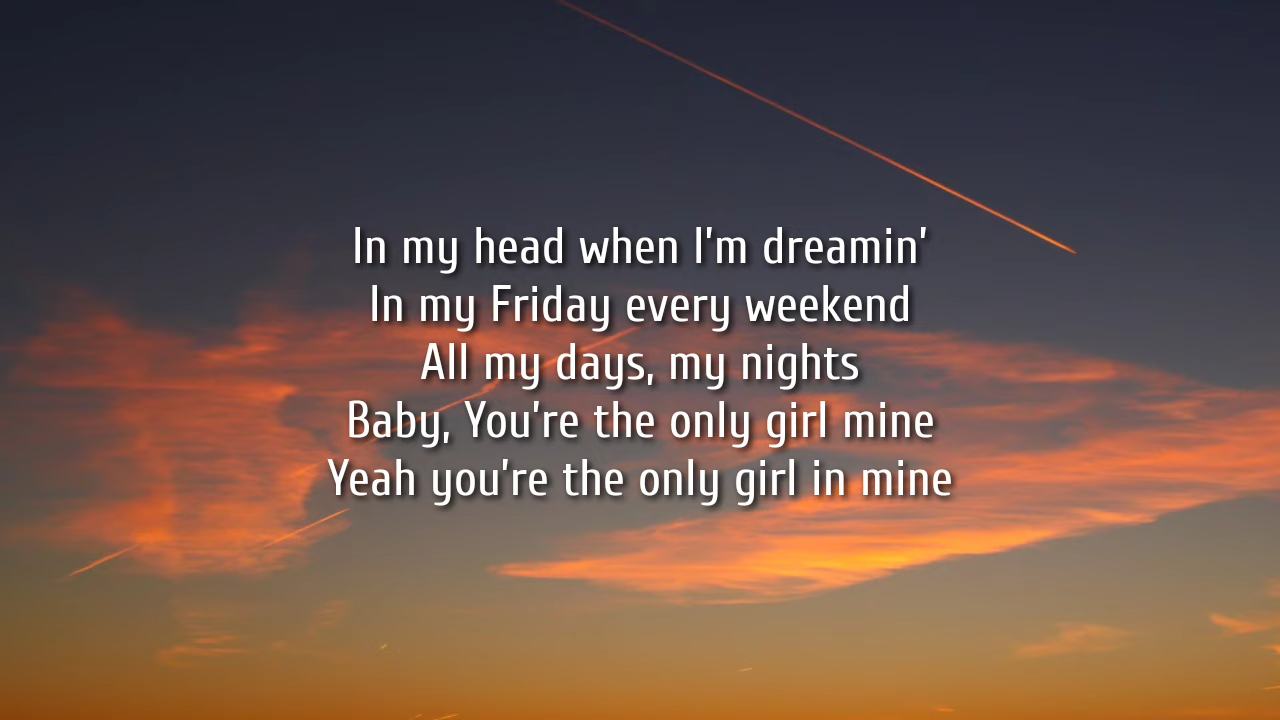 In my head when I'm dreamin'
In my Friday every weekend
All my days, my nights
Baby, You're the only girl mine
Yeah you're the only girl in mine